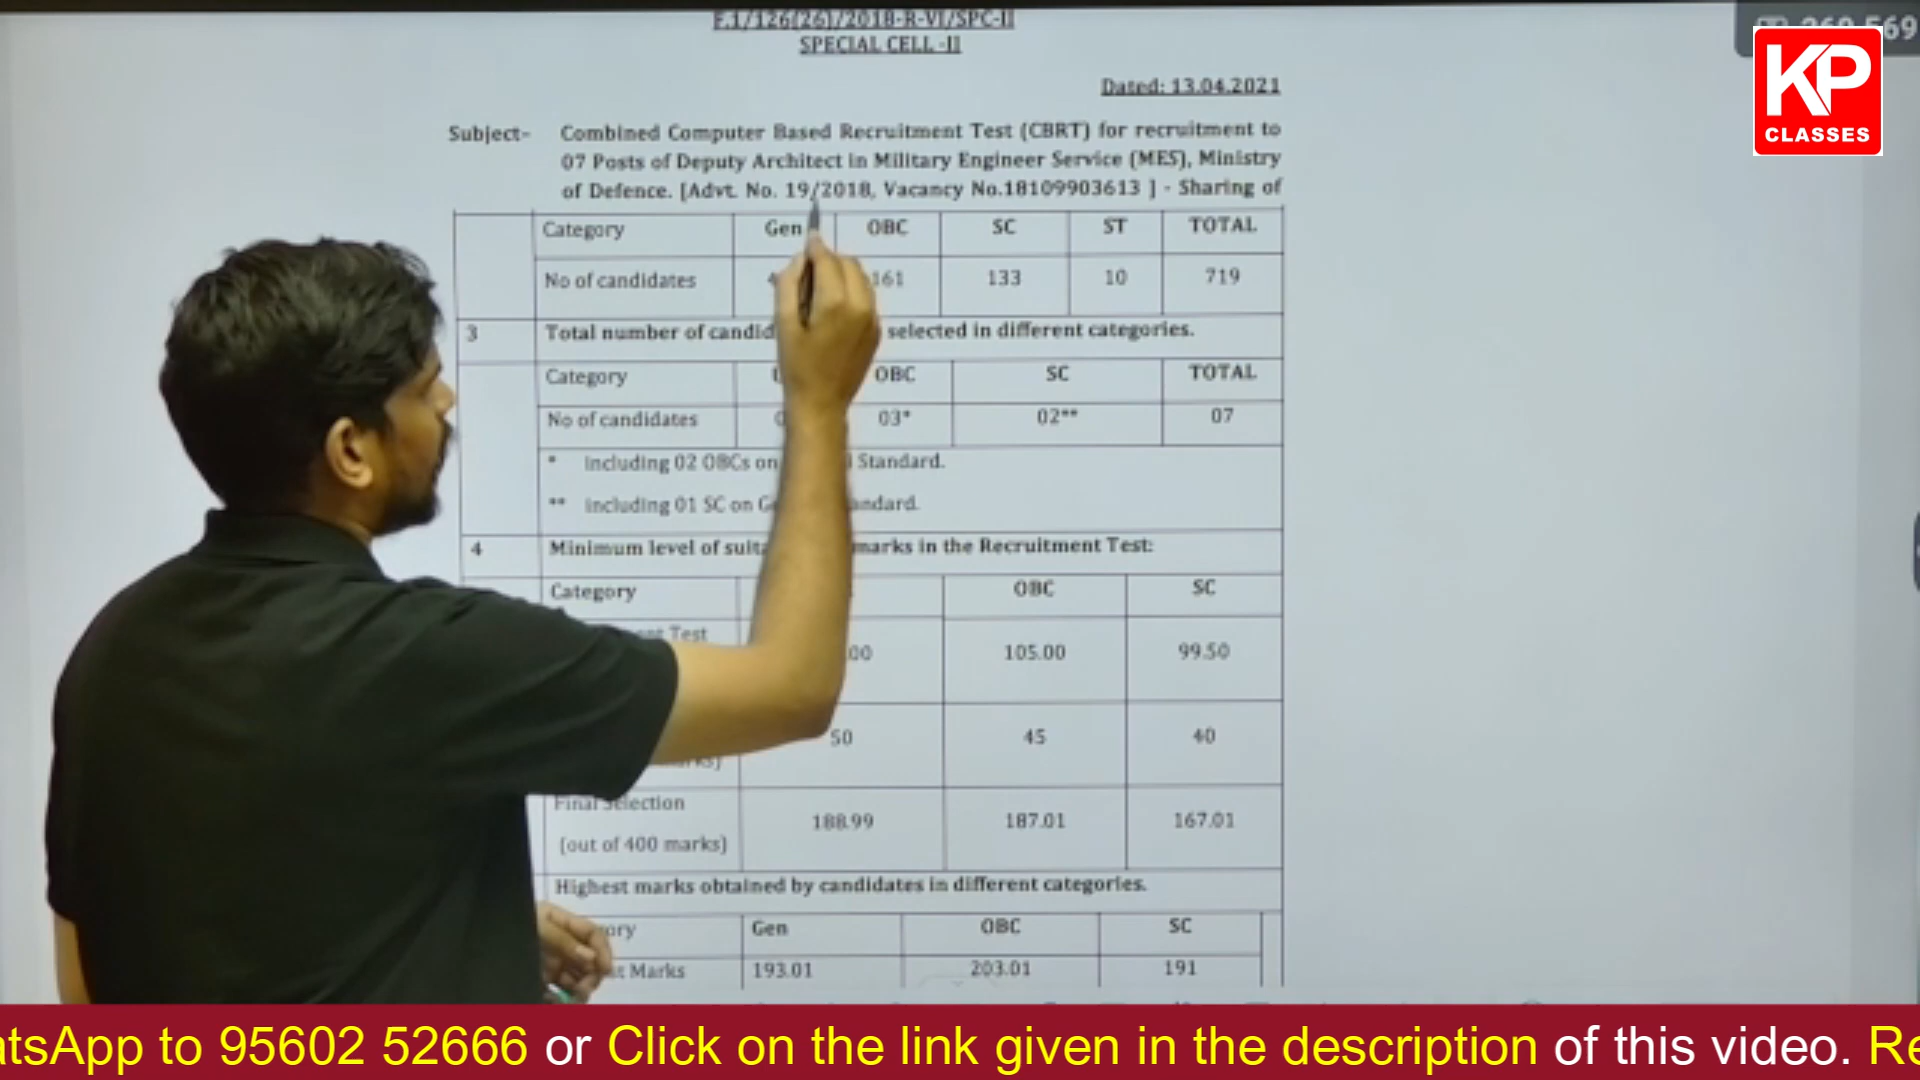 F.1/126(26)/2018-R-VI/SPC-II
SPECIAL CELL -II
Dated: 13.04.2021
KP
CLASSES
Subject- Combined Computer Based Recruitment Test (CBRT) for recruitment to
07 Posts of Deputy Architect in Military Engineer Service (MES), Ministry
of Defence. [Advt. No. 19/2018, Vacancy No.18109903613 ] - Sharing of
Category Gen OBC SC ST TOTAL
No of candidates 161 133 10 719
3 Total number of selected in different categories.
Category OBC SC TOTAL
No of candidates 03* 02** 07
* including 02 OBCs on Standard.
** including 01 SC on
4 Minimum level of marks in the Recruitment Test:
Category OBC SC
Test
105.00 99.50
50 45 40
Final Selection
(out of 400 marks) 188.99 187.01 167.01
Highest marks obtained by candidates in different categories.
Gen OBC SC
Marks 193.01 203.01 191
to 95602 52666 or Click on the link given in the description of this video.